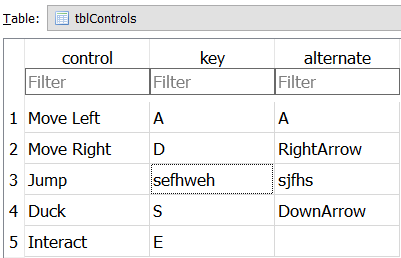 Table: tblControls
control key alternate
Filter Filter Filter
1 Move Left A A
2 Move Right D RightArrow
3 Jump sefhweh sjfhs
4 Duck S DownArrow
5 Interact E